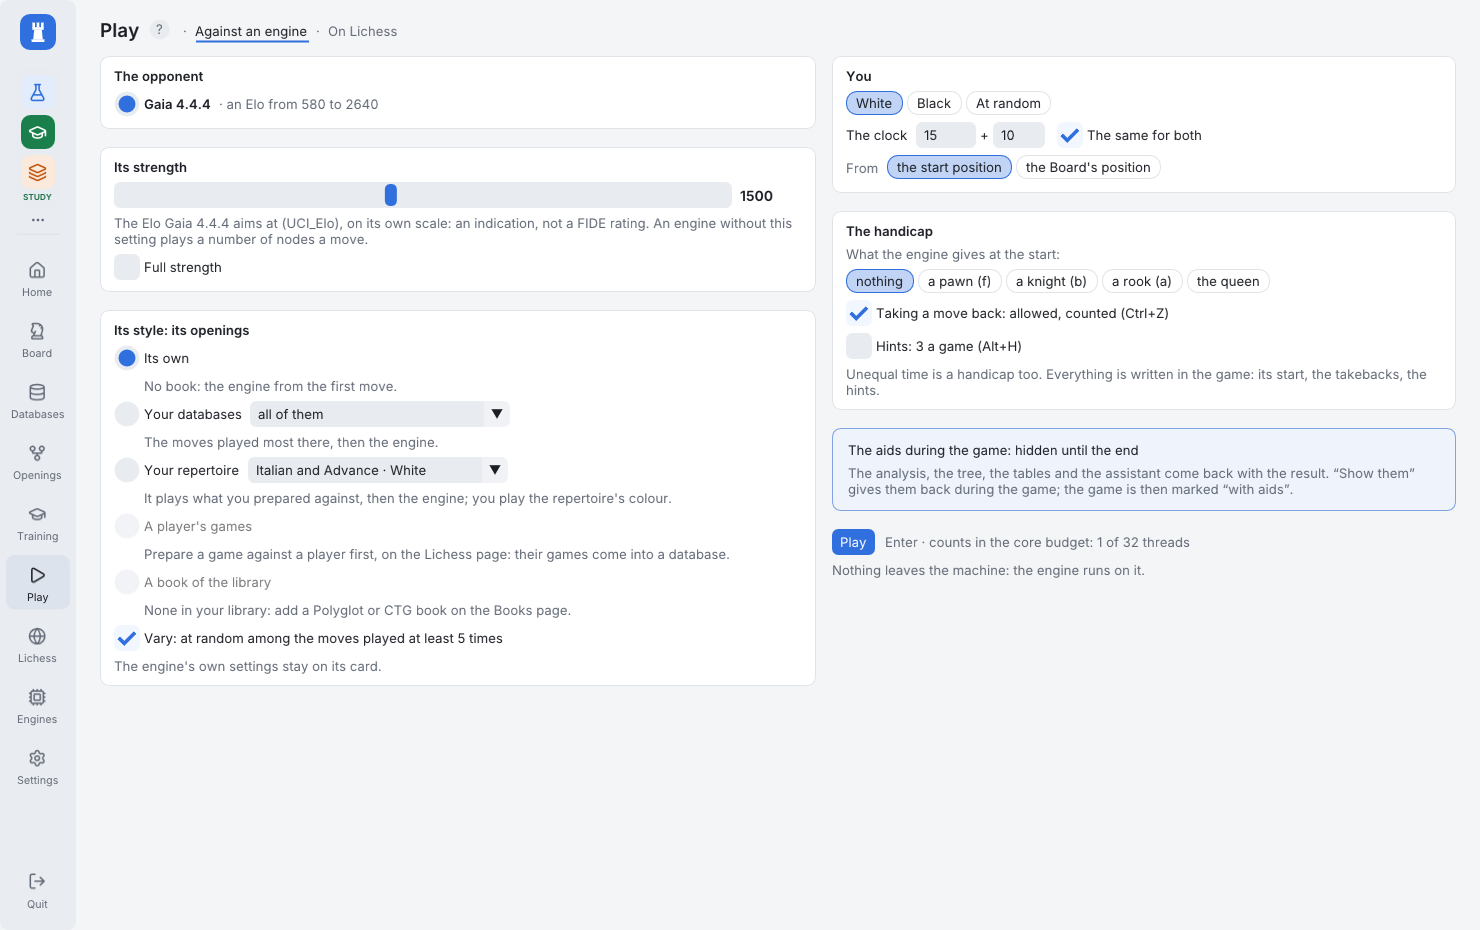 Play ? · Against an engine · On Lichess
STUDY
Home
Board
Databases
Openings
Training
Play
Lichess
Engines
Settings
Quit
The opponent
Gaia 4.4.4 · an Elo from 580 to 2640
Its strength
1500
The Elo Gaia 4.4.4 aims at (UCI_Elo), on its own scale: an indication, not a FIDE rating. An engine without this
setting plays a number of nodes a move.
Full strength
Its style: its openings
Its own
No book: the engine from the first move.
Your databases all of them
The moves played most there, then the engine.
Your repertoire Italian and Advance · White
It plays what you prepared against, then the engine; you play the repertoire's colour.
A player's games
Prepare a game against a player first, on the Lichess page: their games come into a database.
A book of the library
None in your library: add a Polyglot or CTG book on the Books page.
Vary: at random among the moves played at least 5 times
The engine's own settings stay on its card.
You
White Black At random
The clock 15 + 10 The same for both
From the start position the Board's position
The handicap
What the engine gives at the start:
nothing a pawn (f) a knight (b) a rook (a) the queen
Taking a move back: allowed, counted (Ctrl+Z)
Hints: 3 a game (Alt+H)
Unequal time is a handicap too. Everything is written in the game: its start, the takebacks, the
hints.
The aids during the game: hidden until the end
The analysis, the tree, the tables and the assistant come back with the result. “Show them”
gives them back during the game; the game is then marked “with aids”.
Play Enter · counts in the core budget: 1 of 32 threads
Nothing leaves the machine: the engine runs on it.